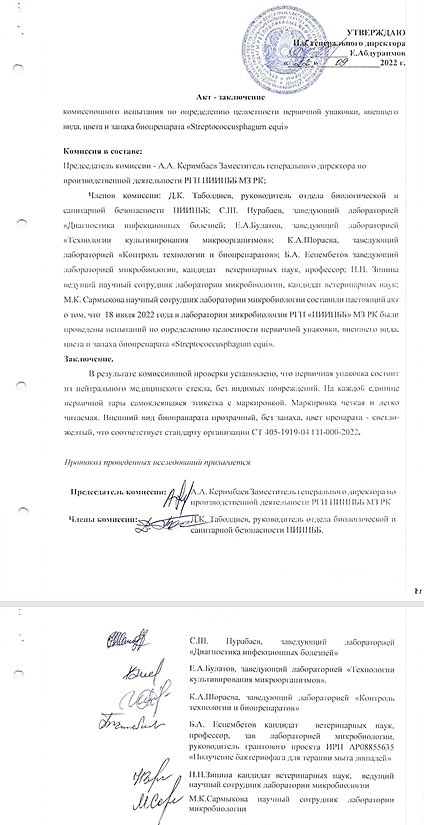 УТВЕРЖДАЮ
генерального директора
Е.Абдураимов
09 2022 г.
Акт - заключение
комиссионного испытания по определению целостности первичной упаковки, внешнего
вида, цвета и запаха биопрепарата «Streptococcusphagum equi»
Комиссия в составе:
Председатель комиссии - А.А. Керимбаев Заместитель генерального директора по
производственной деятельности РГП НИИПББ МЗ РК;
Членов комиссии: Д.К. Таболдиев, руководитель отдела биологической и
санитарной безопасности НИИПББ; С.Ш. Нурабаев, заведующий лабораторией
«Диагностика инфекционных болезней; Е.А.Булатов, заведующий лабораторией
«Технологии культивирования микроорганизмов»; К.А.Шораева, заведующий
лабораторией «Контроль технологии и биопрепаратов»; Б.А. Еспембетов заведующий
лабораторией микробиологии, кандидат ветеринарных наук, профессор; Н.Н. Зинина
ведущий научный сотрудник лаборатории микробиологии, кандидат ветеринарных наук;
М.К. Сармыкова научный сотрудник лаборатории микробиологии составили настоящий акт
о том, что 18 июля 2022 года в лаборатории микробиологии РГП «НИИПББ» МЗ РК были
проведены испытаний по определению целостности первичной упаковки, внешнего вида,
цвета и запаха биопрепарата «Streptococcusphagum equi».
Заключение.
В результате комиссионной проверки установлено, что первичная упаковка состоит
из нейтрального медицинского стекла, без видимых повреждений. На каждой единице
первичной тары самоклеящаяся этикетка с маркировкой. Маркировка четкая и легко
читаемая. Внешний вид биопрапарата прозрачный, без запаха, цвет препарата - светло-
желтый, что соответствует стандарту организации СТ 405-1919-04 ГП-000-2022.
Протокол проведенных исследований прилагается
Председатель комиссии: А.А. Керимбаев Заместитель генерального директора по
производственной деятельности РГП НИИПББ МЗ РК
Члены комиссии: Д.К. Таболдиев, руководитель отдела биологической и
санитарной безопасности НИИПББ.
С.Ш. Нурабаев, заведующий лабораторией
«Диагностика инфекционных болезней»
Е.А.Булатов, заведующий лабораторией «Технологии
культивирования микроорганизмов».
К.А.Шораева, заведующий лабораторией «Контроль
технологии и биопрепаратов»
Б.А. Еспембетов кандидат ветеринарных наук,
профессор, зав лабораторией микробиологии,
руководитель грантового проекта ИРН АР08855635
«Получение бактериофага для терапии мыта лошадей»
Н.Н.Зинина кандидат ветеринарных наук, ведущий
научный сотрудник лаборатории микробиологии
М.К.Сармыкова научный сотрудник лаборатории
микробиологии